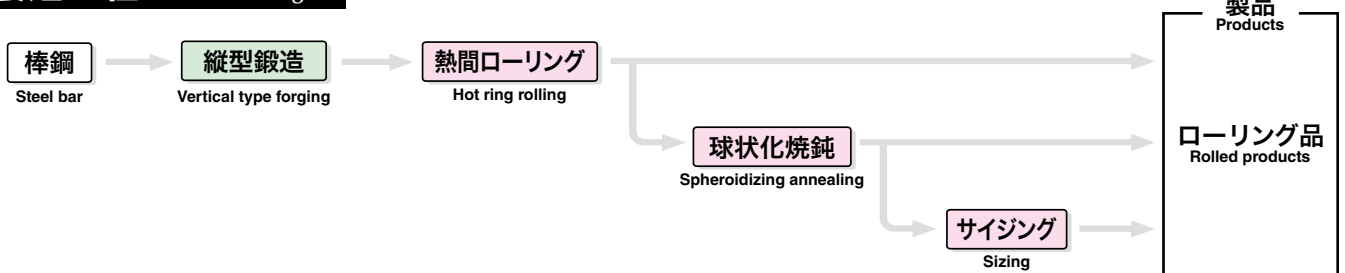 製品
Products
棒鋼
Steel bar
縦型鍛造
Vertical type forging
熱間ローリング
Hot ring rolling
球状化焼鈍
Spheroidizing annealing
サイジング
Sizing
ローリング品
Rolled products